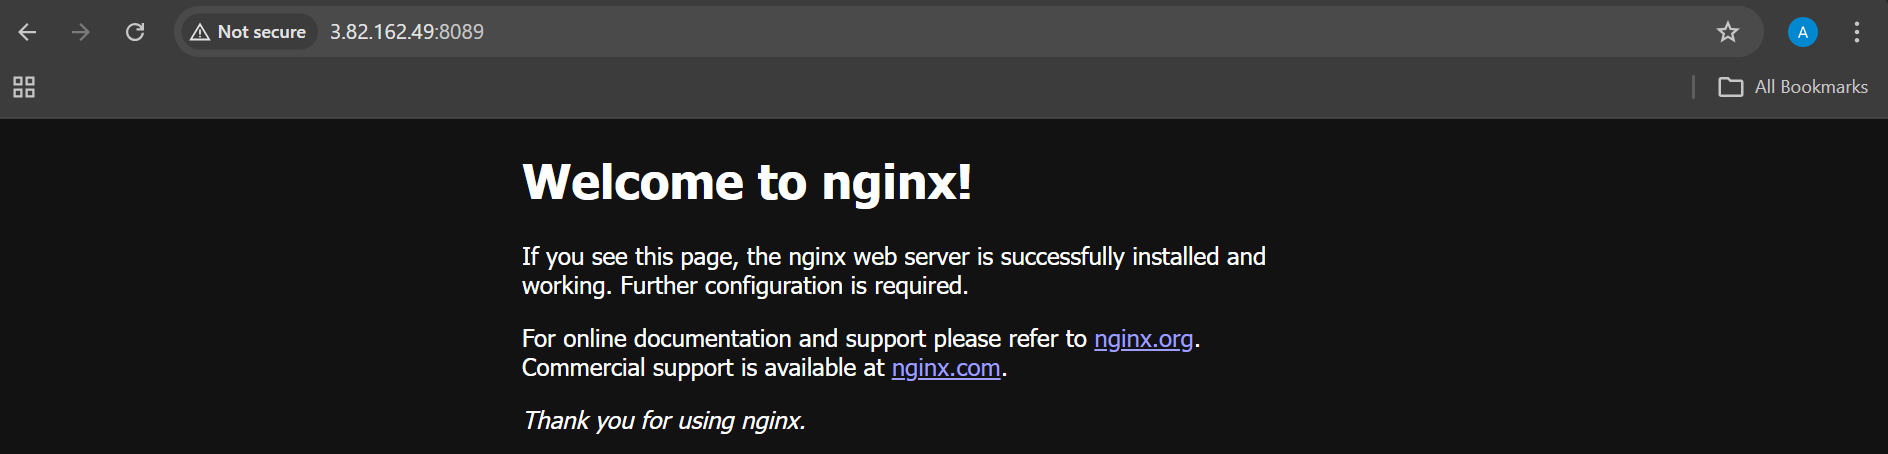 Not secure 3.82.162.49:8089 A
All Bookmarks
Welcome to nginx!
If you see this page, the nginx web server is successfully installed and
working. Further configuration is required.
For online documentation and support please refer to nginx.org.
Commercial support is available at nginx.com.
Thank you for using nginx.